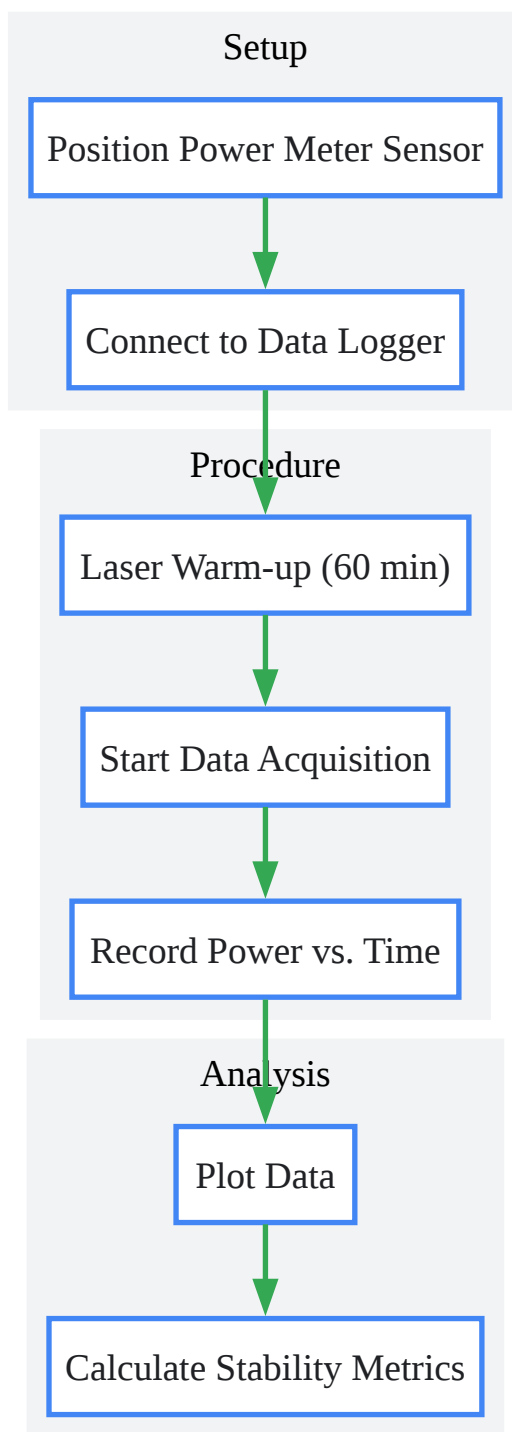 Setup
Position Power Meter Sensor
Connect to Data Logger
Procedure
Laser Warm-up (60 min)
Start Data Acquisition
Record Power vs. Time
Analysis
Plot Data
Calculate Stability Metrics